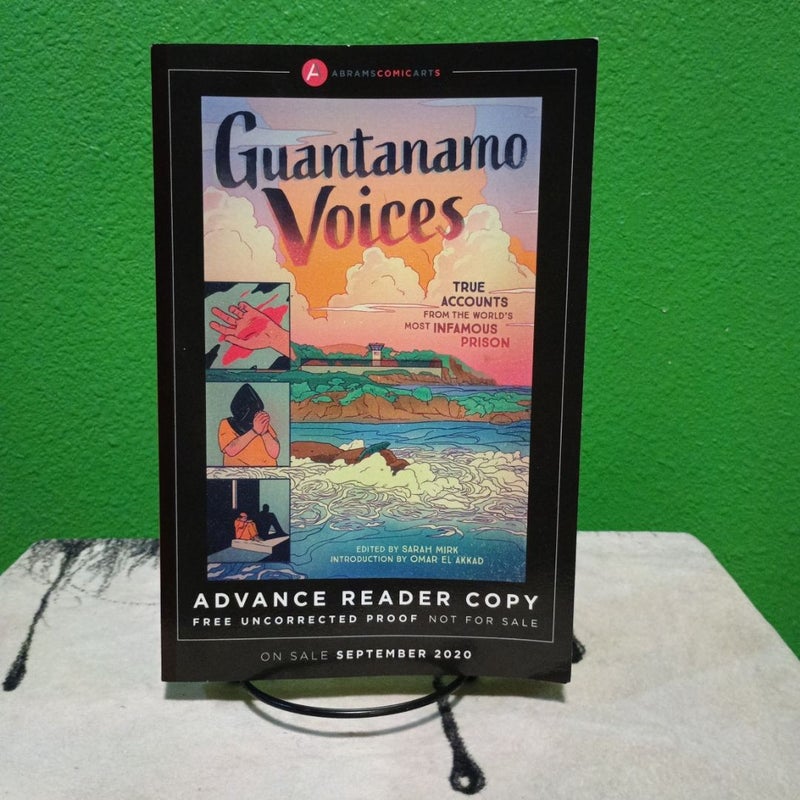 ABRAMSCOMICARTS
Guantanamo
Voices
TRUE
ACCOUNTS
FROM THE WORLD'S
MOST INFAMOUS
PRISON
EDITED BY SARAH MIRK
INTRODUCTION BY OMAR EL AKKAD
ADVANCE READER COPY
FREE UNCORRECTED PROOF NOT FOR SALE
ON SALE SEPTEMBER 2020